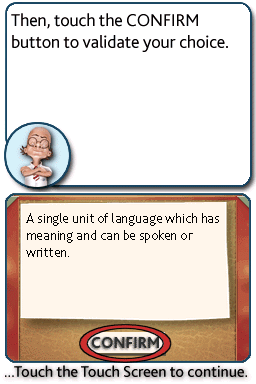 Then, touch the CONFIRM
button to validate your choice.
A single unit of language which has
meaning and can be spoken or
written.
CONFIRM
...Touch the Touch Screen to continue.